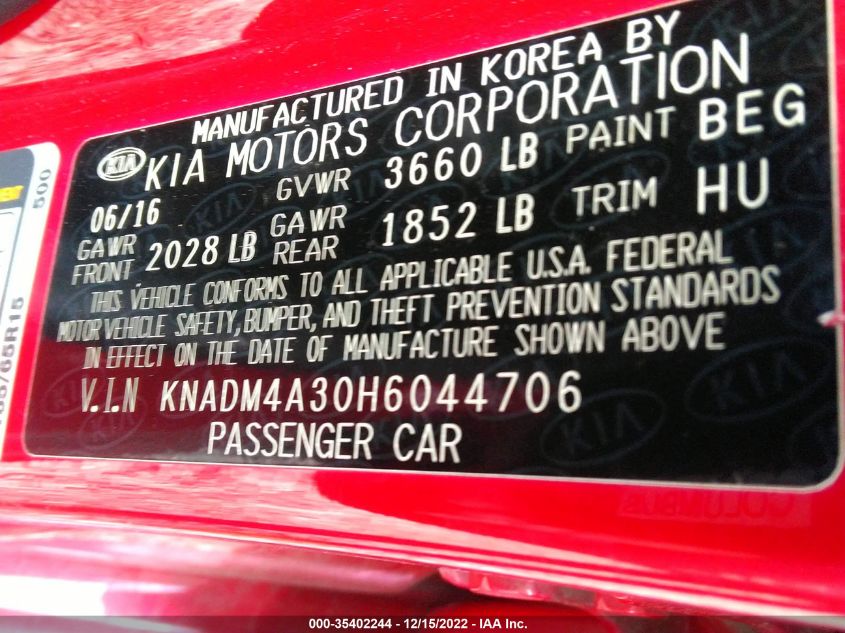 MANUFACTURED IN KOREA BY
KIA KIA MOTORS CORPORATION
06/16 GVWR 3660 LB PAINT BEG
GAWR FRONT 2028 LB GAWR REAR 1852 LB TRIM HU
THIS VEHICLE CONFORMS TO ALL APPLICABLE U.S.A. FEDERAL
MOTOR VEHICLE SAFETY, BUMPER, AND THEFT PREVENTION STANDARDS
IN EFFECT ON THE DATE OF MANUFACTURE SHOWN ABOVE
V.I.N KNADM4A30H6044706
PASSENGER CAR
500
/65R15
000-35402244 - 12/15/2022 - IAA Inc.